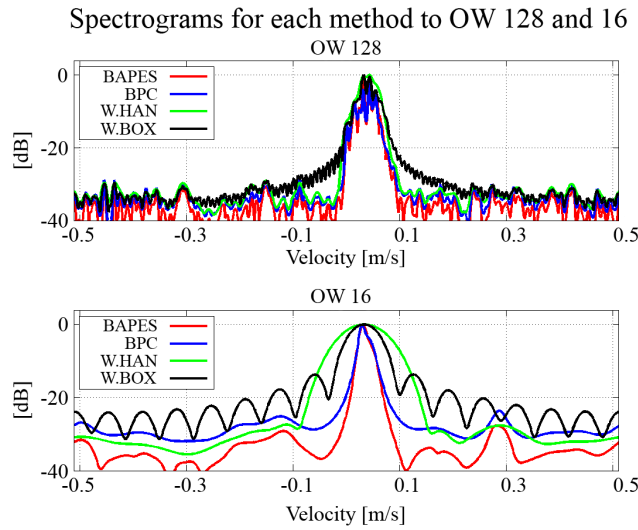 Spectrograms for each method to OW 128 and 16
OW 128
BAPES
BPC
W.HAN
W.BOX
0
-20
-40
[dB]
-0.5 -0.3 -0.1 0.1 0.3 0.5
Velocity [m/s]
OW 16
BAPES
BPC
W.HAN
W.BOX
0
-20
-40
[dB]
-0.5 -0.3 -0.1 0.1 0.3 0.5
Velocity [m/s]